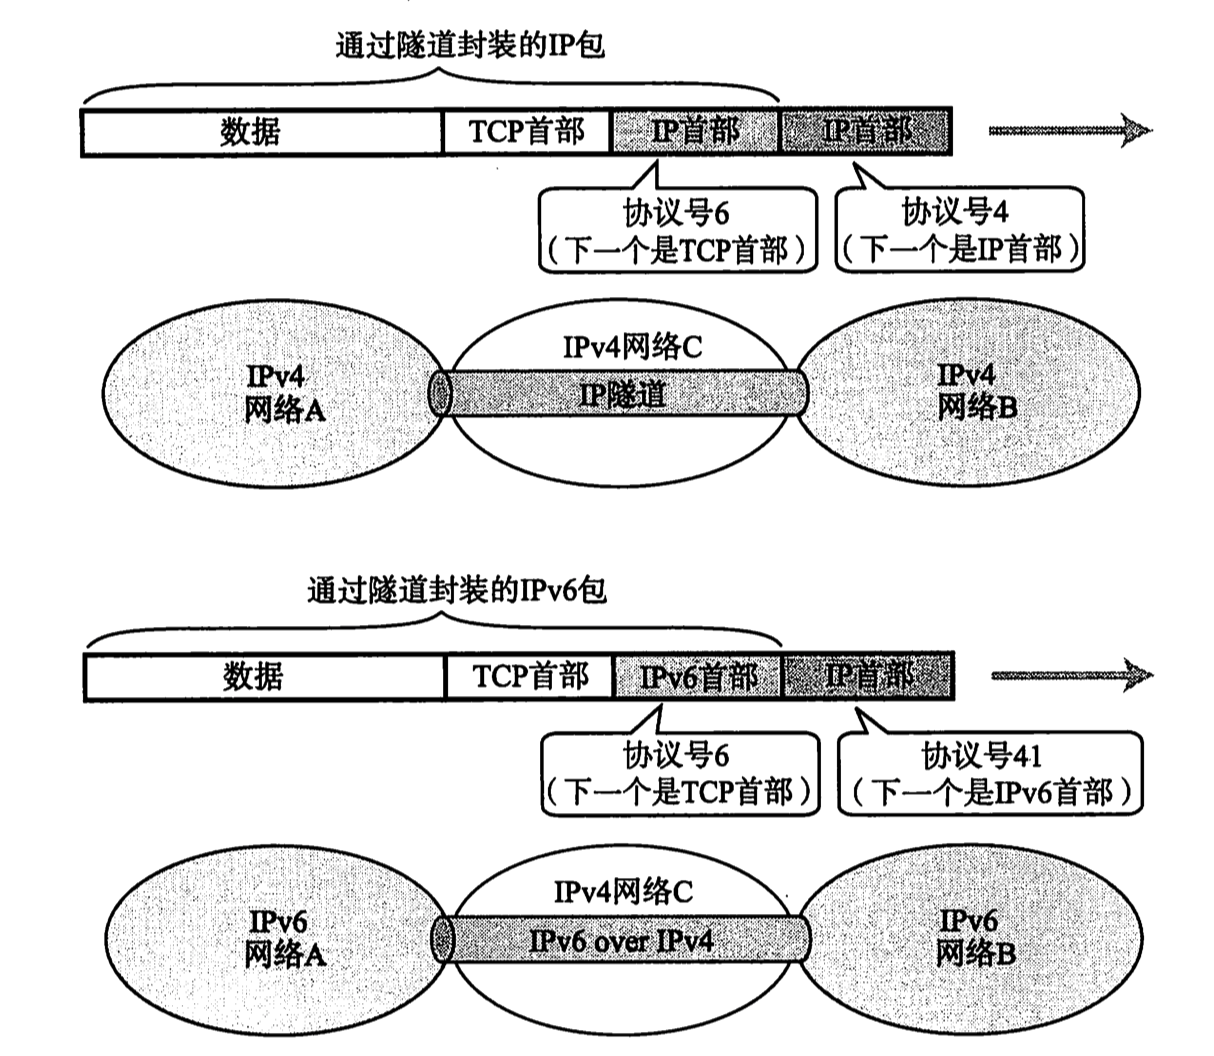 通过隧道封装的IP包
数据 TCP首部 IP首部 IP首部
协议号6
（下一个是TCP首部）
协议号4
（下一个是IP首部）
IPv4
网络A
IPv4网络C
IP隧道
IPv4
网络B
通过隧道封装的IPv6包
数据 TCP首部 IPv6首部 IP首部
协议号6
（下一个是TCP首部）
协议号41
（下一个是IPv6首部）
IPv6
网络A
IPv4网络C
IPv6 over IPv4
IPv6
网络B